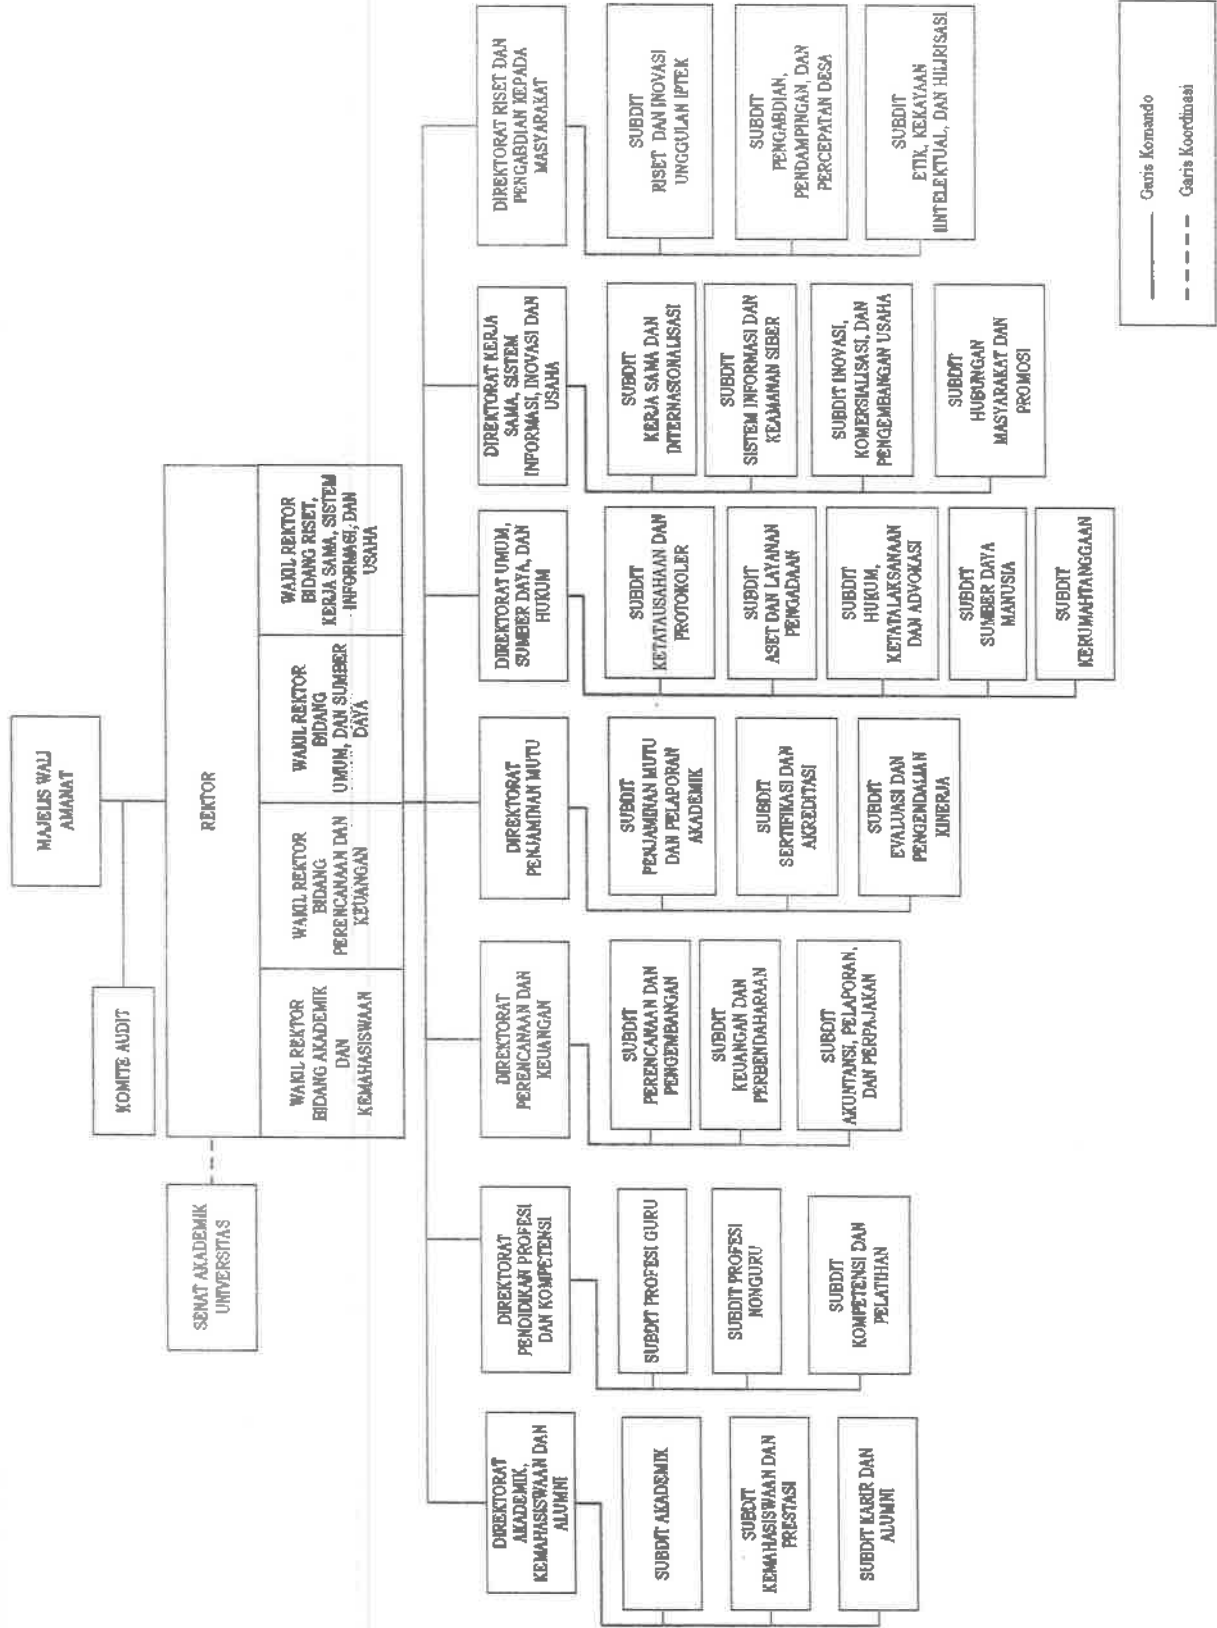 MAJELIS WALI
AMANAT
KOMITE AUDIT
SENAT AKADEMIK
UNIVERSITAS
REKTOR
WAKIL REKTOR
BIDANG AKADEMIK
DAN
KEMAHASISWAAN
WAKIL REKTOR
BIDANG
PERENCANAAN DAN
KEUANGAN
WAKIL REKTOR
BIDANG
UMUM, DAN SUMBER
DAYA
WAKIL REKTOR
BIDANG RISET,
KERJA SAMA, SISTEM
INFORMASI, DAN
USAHA
DIREKTORAT
AKADEMIK,
KEMAHASISWAAN DAN
ALUMNI
SUBDIT AKADEMIK
SUBDIT
KEMAHASISWAAN DAN
PRESTASI
SUBDIT KARIR DAN
ALUMNI
DIREKTORAT
PENDIDIKAN PROFESI
DAN KOMPETENSI
SUBDIT PROFESI GURU
SUBDIT PROFESI
NONGURU
SUBDIT
KOMPETENSI DAN
PELATIHAN
DIREKTORAT
PERENCANAAN DAN
KEUANGAN
SUBDIT
PERENCANAAN DAN
PENGEMBANGAN
SUBDIT
KEUANGAN DAN
PERBENDAHARAAN
SUBDIT
AKUNTANSI, PELAPORAN,
DAN PERPAJAKAN
DIREKTORAT
PENJAMINAN MUTU
SUBDIT
PENJAMINAN MUTU
DAN PELAPORAN
AKADEMIK
SUBDIT
SERTIFIKASI DAN
AKREDITASI
SUBDIT
EVALUASI DAN
PENGENDALIAN
KINERJA
DIREKTORAT UMUM,
SUMBER DAYA, DAN
HUKUM
SUBDIT
KETATAUSAHAAN DAN
PROTOKOLER
SUBDIT
ASET DAN LAYANAN
PENGADAAN
SUBDIT
HUKUM,
KETATALAKSANAAN
DAN ADVOKASI
SUBDIT
SUMBER DAYA
MANUSIA
SUBDIT
KERUMAHTANGGAAN
DIREKTORAT KERJA
SAMA, SISTEM
INFORMASI, INOVASI DAN
USAHA
SUBDIT
KERJA SAMA DAN
INTERNASIONALISASI
SUBDIT
SISTEM INFORMASI DAN
KEAMANAN SIBER
SUBDIT INOVASI,
KOMERSIALISASI, DAN
PENGEMBANGAN USAHA
SUBDIT
HUBUNGAN
MASYARAKAT DAN
PROMOSI
DIREKTORAT RISET DAN
PENGABDIAN KEPADA
MASYARAKAT
SUBDIT
RISET DAN INOVASI
UNGGULAN IPTEK
SUBDIT
PENGABDIAN,
PENDAMPINGAN, DAN
PERCEPATAN DESA
SUBDIT
ETIK, KEKAYAAN
IINTELEKTUAL, DAN HILIRISASI
Garis Komando
Garis Koordinasi